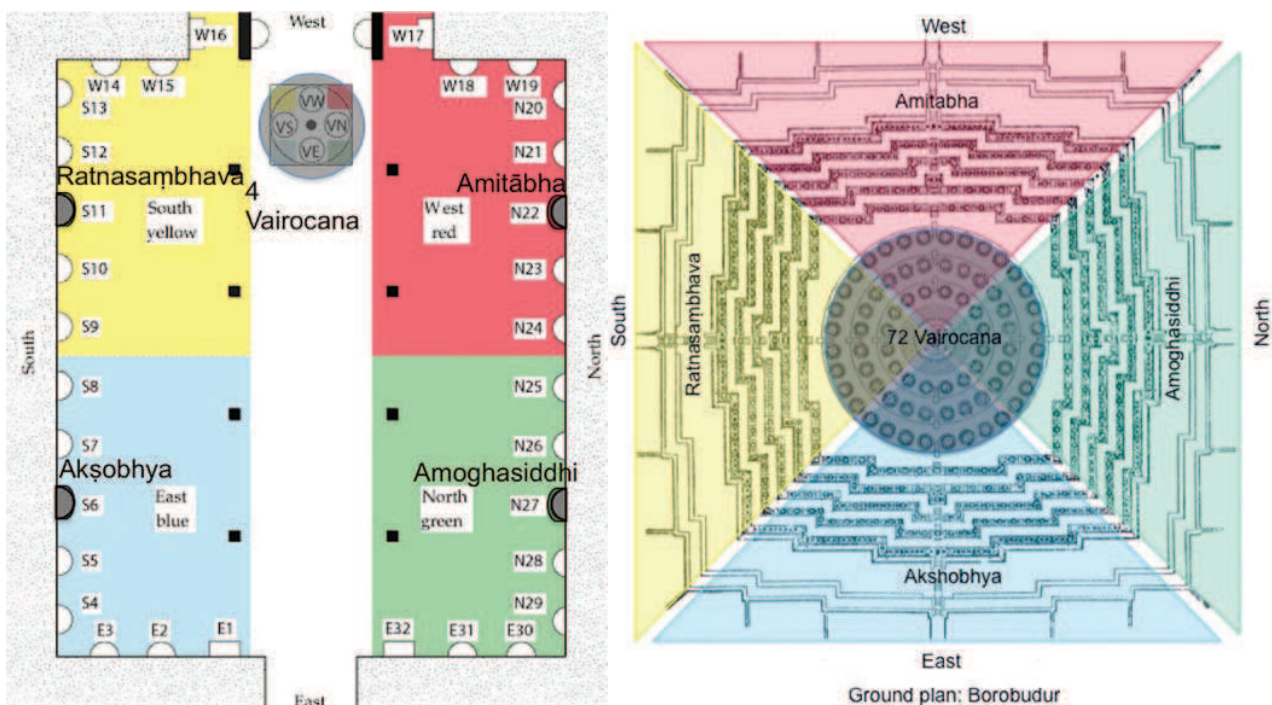 West
W16
W17
W14
W15
W18
W19
S13
N20
VW
VS
VN
VE
S12
N21
Ratnasaṃbhava
Amitābha
4
Vairocana
S11
South
yellow
West
red
N22
S10
N23
S9
N24
South
North
S8
N25
S7
N26
Akṣobhya
Amoghasiddhi
S6
East
blue
North
green
N27
S5
N28
S4
N29
E3
E2
E1
E32
E31
E30
East
West
Amitabha
South
Ratnasambhava
72 Vairocana
Amoghasiddhi
North
Akshobhya
East
Ground plan: Borobudur